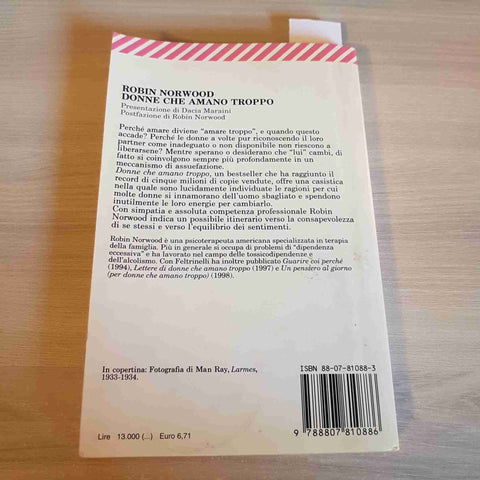 ROBIN NORWOOD
DONNE CHE AMANO TROPPO
Presentazione di Dacia Maraini
Postfazione di Robin Norwood
Perché amare diviene "amare troppo", e quando questo
accade? Perché le donne a volte pur riconoscendo il loro
partner come inadeguato o non disponibile non riescono a
liberarsene? Mentre sperano o desiderano che "lui" cambi, di
fatto si coinvolgono sempre più profondamente in un
meccanismo di assuefazione.
Donne che amano troppo, un bestseller che ha raggiunto il
record di cinque milioni di copie vendute, offre una casistica
nella quale sono lucidamente individuate le ragioni per cui
molte donne si innamorano dell'uomo sbagliato e spendono
inutilmente le loro energie per cambiarlo.
Con simpatia e assoluta competenza professionale Robin
Norwood indica un possibile itinerario verso la consapevolezza
di se stessi e verso l'equilibrio dei sentimenti.
Robin Norwood è una psicoterapeuta americana specializzata in terapia
della famiglia. Più in generale si occupa di problemi di "dipendenza
eccessiva" e ha lavorato nel campo delle tossicodipendenze e
dell'alcolismo. Con Feltrinelli ha inoltre pubblicato Guarire coi perché
(1994), Lettere di donne che amano troppo (1997) e Un pensiero al giorno
(per donne che amano troppo) (1998).
In copertina: Fotografia di Man Ray, Larmes,
1933-1934.
ISBN 88-07-81088-3
9 788807 810886
Lire 13.000 (...) Euro 6,71